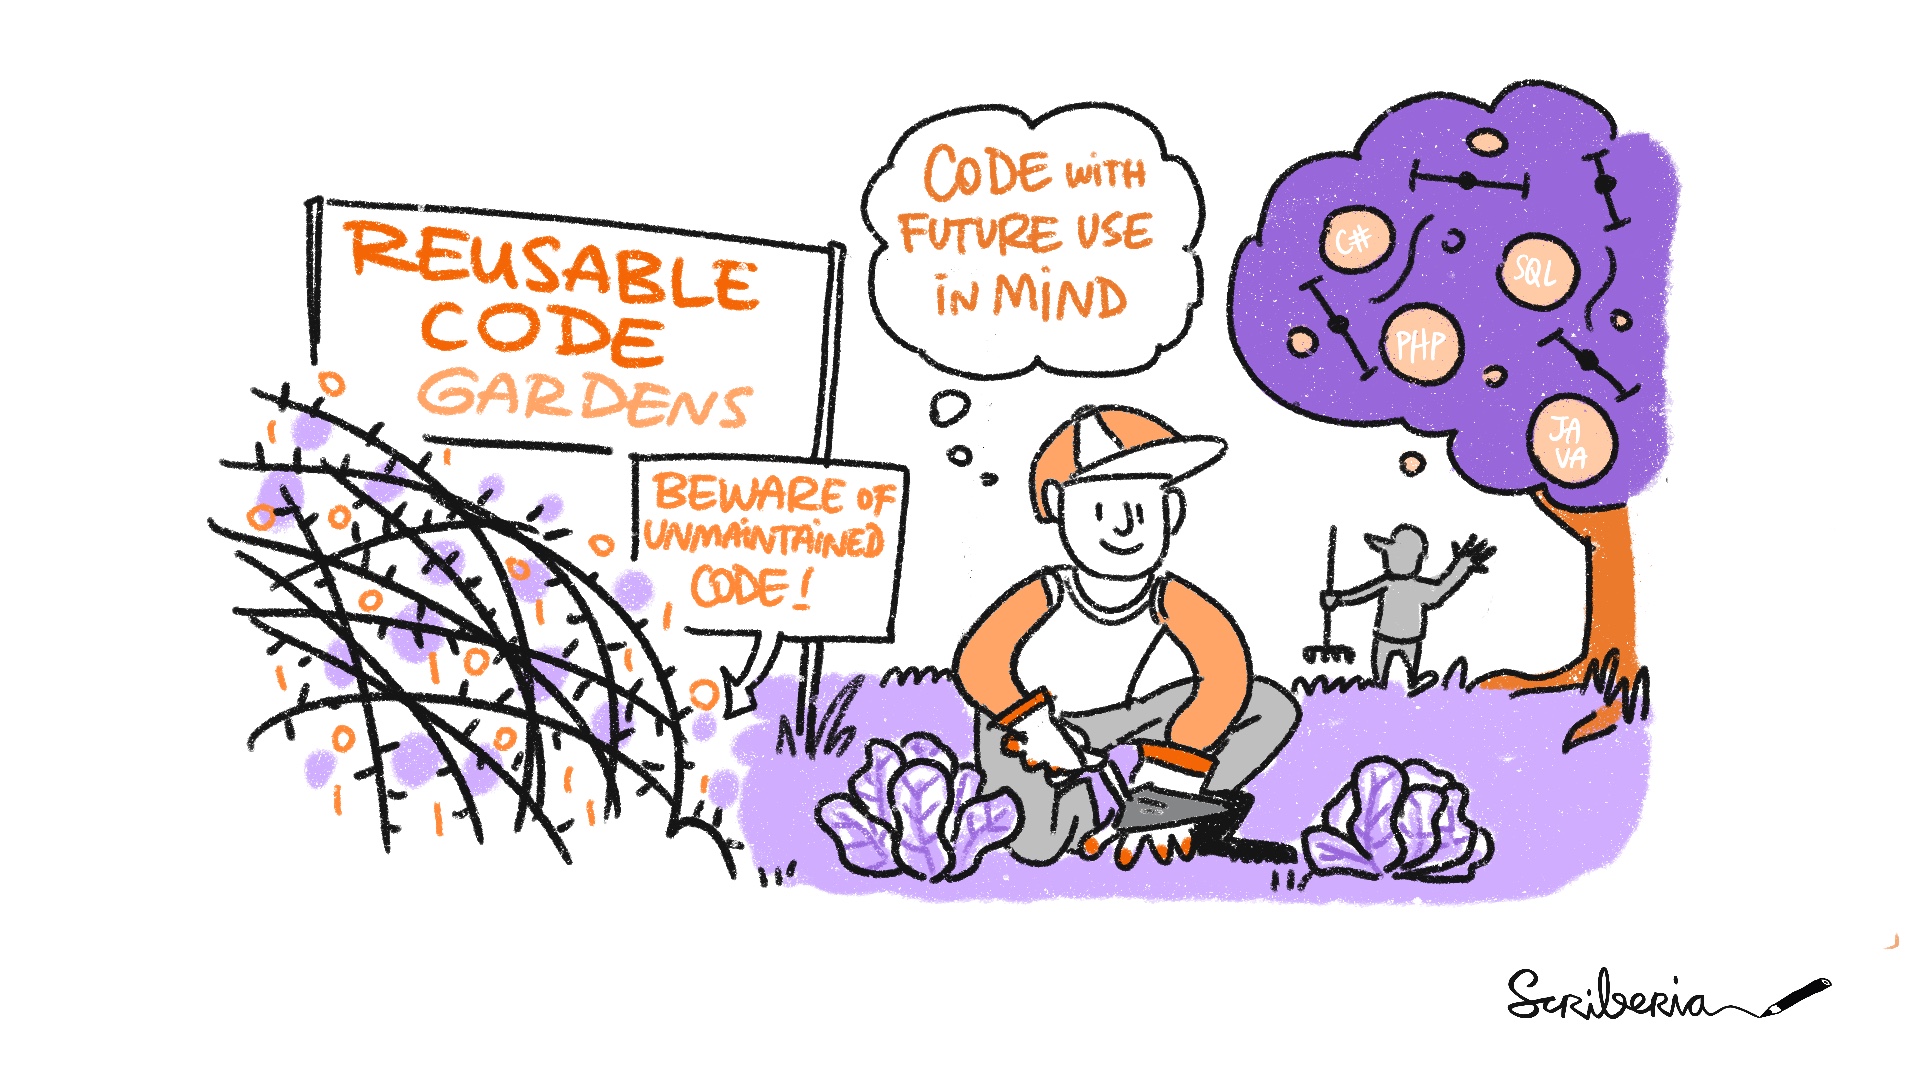 REUSABLE
CODE
GARDENS
BEWARE OF
UNMAINTAINED
CODE!
CODE WITH
FUTURE USE
IN MIND
C#
SQL
PHP
JA
VA
Scriberia